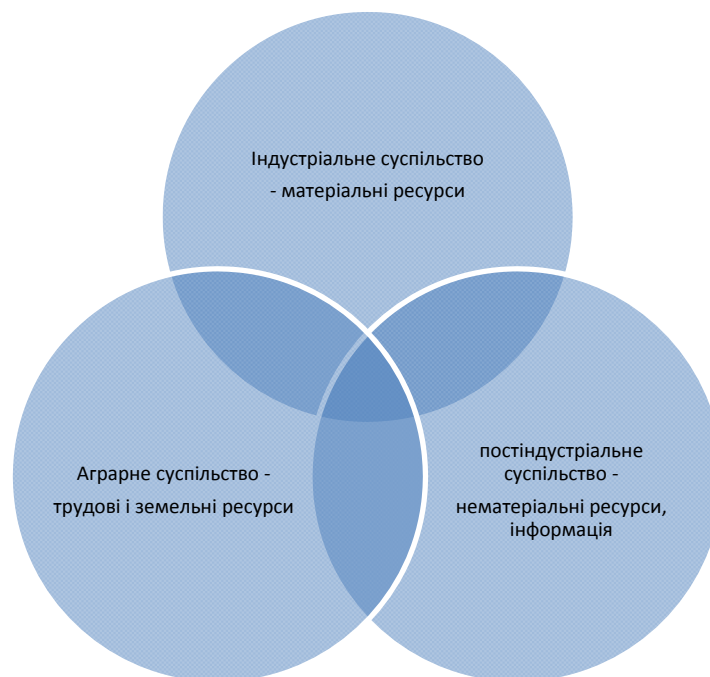 Індустріальне суспільство
- матеріальні ресурси
Аграрне суспільство -
трудові і земельні ресурси
постіндустріальне
суспільство -
нематеріальні ресурси,
інформація